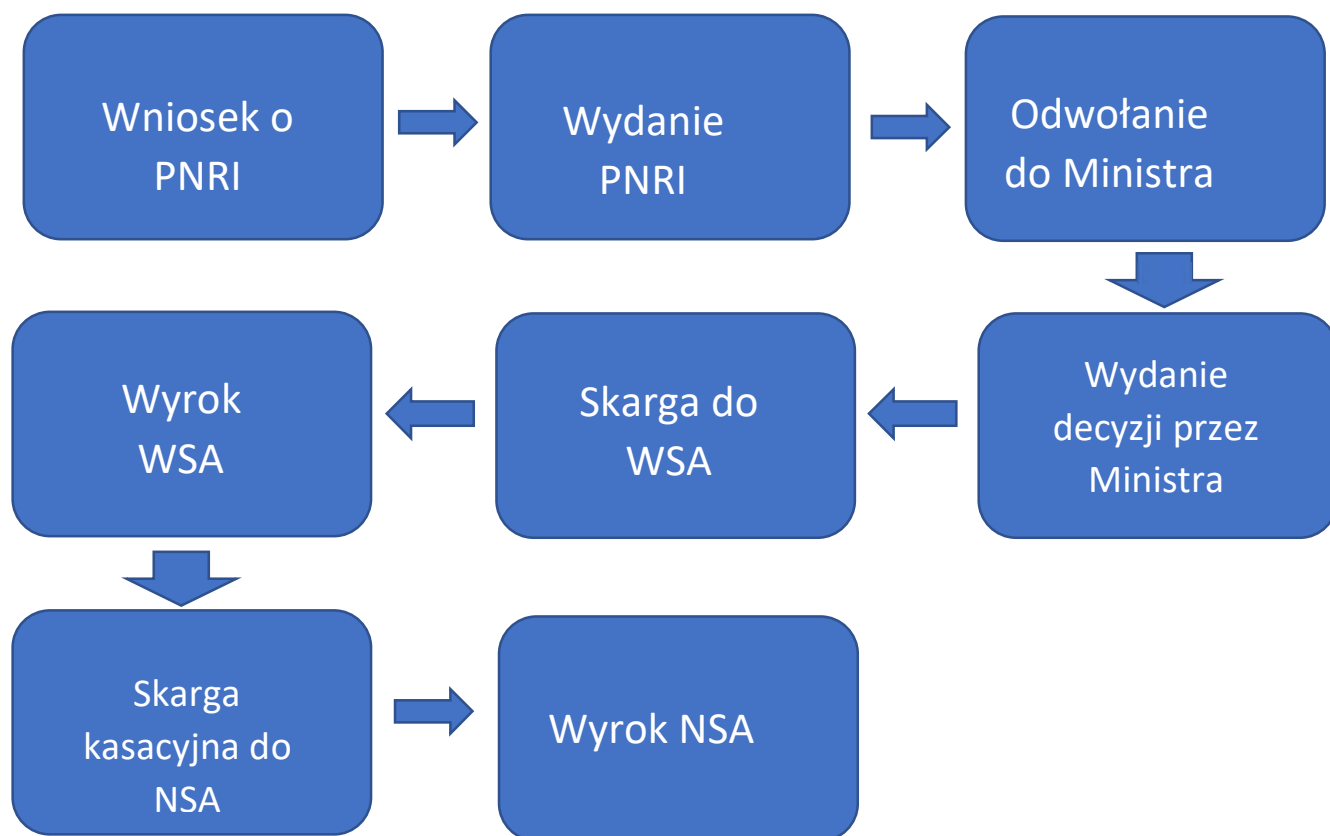 Wniosek o
PNRI
Wydanie
PNRI
Odwołanie
do Ministra
Wydanie
decyzji przez
Ministra
Skarga do
WSA
Wyrok
WSA
Skarga
kasacyjna do
NSA
Wyrok NSA